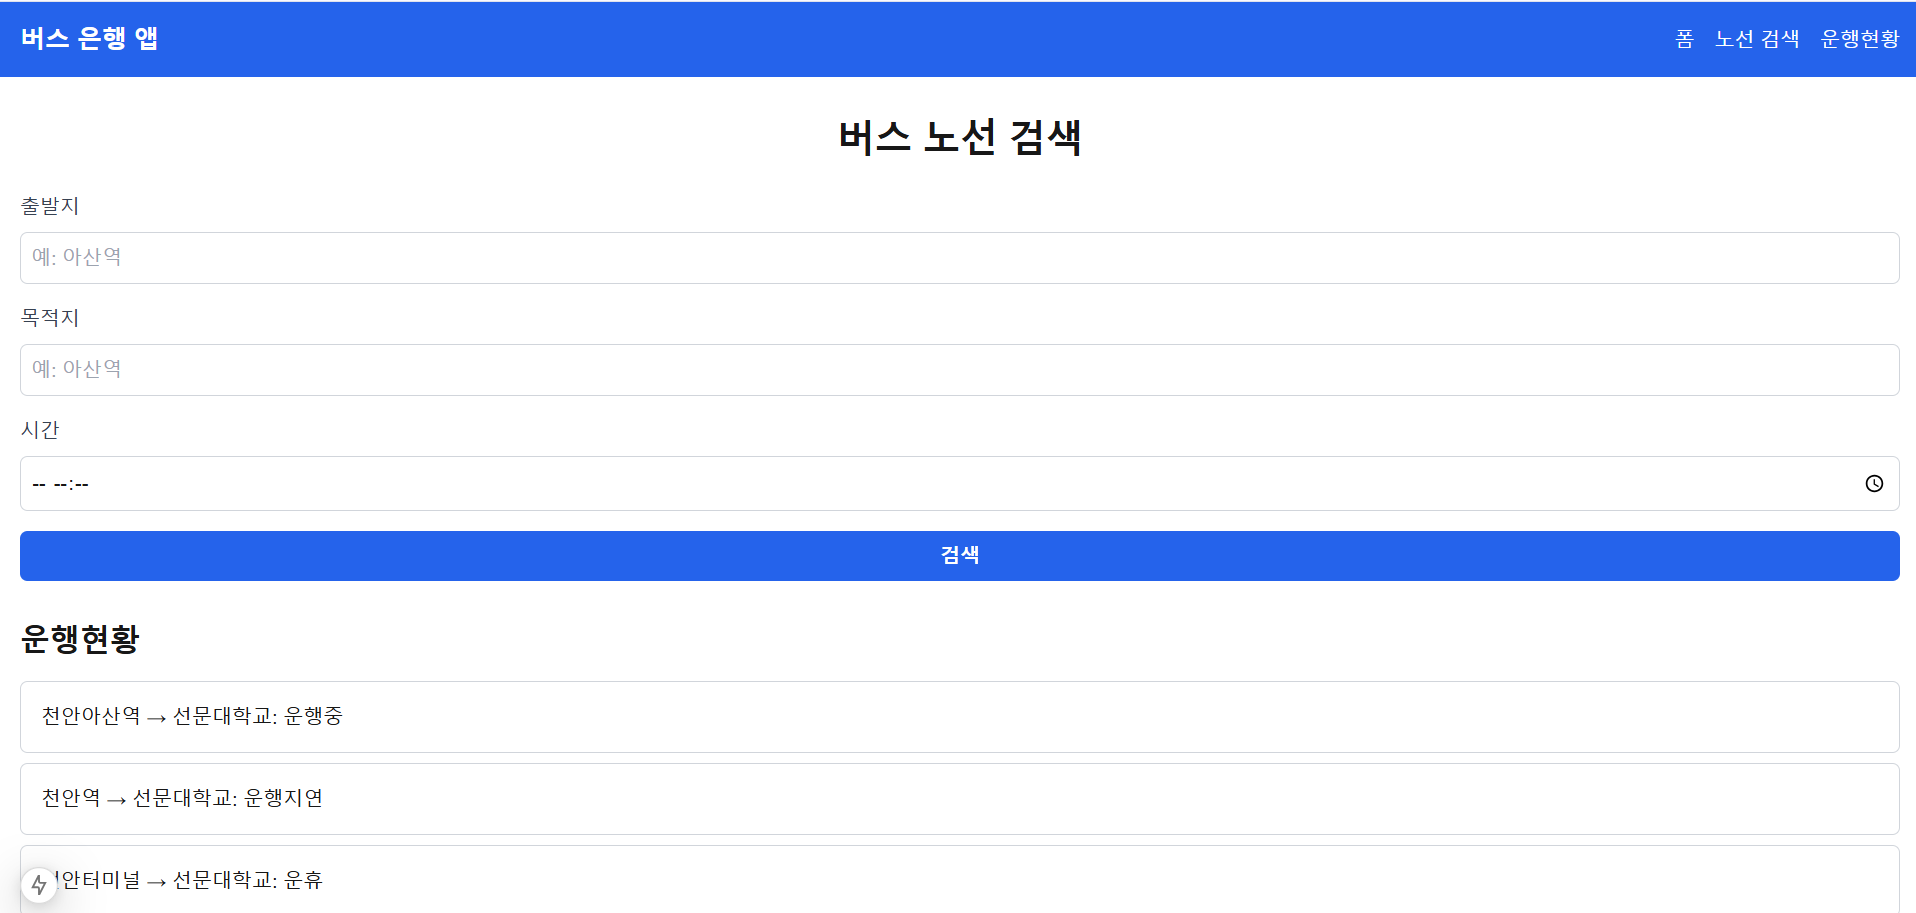 버스 은행 앱
폼 노선 검색 운행현황
버스 노선 검색
출발지
예: 아산역
목적지
예: 아산역
시간
-- --:--
검색
운행현황
천안아산역 → 선문대학교: 운행중
천안역 → 선문대학교: 운행지연
안터미널 → 선문대학교: 운휴